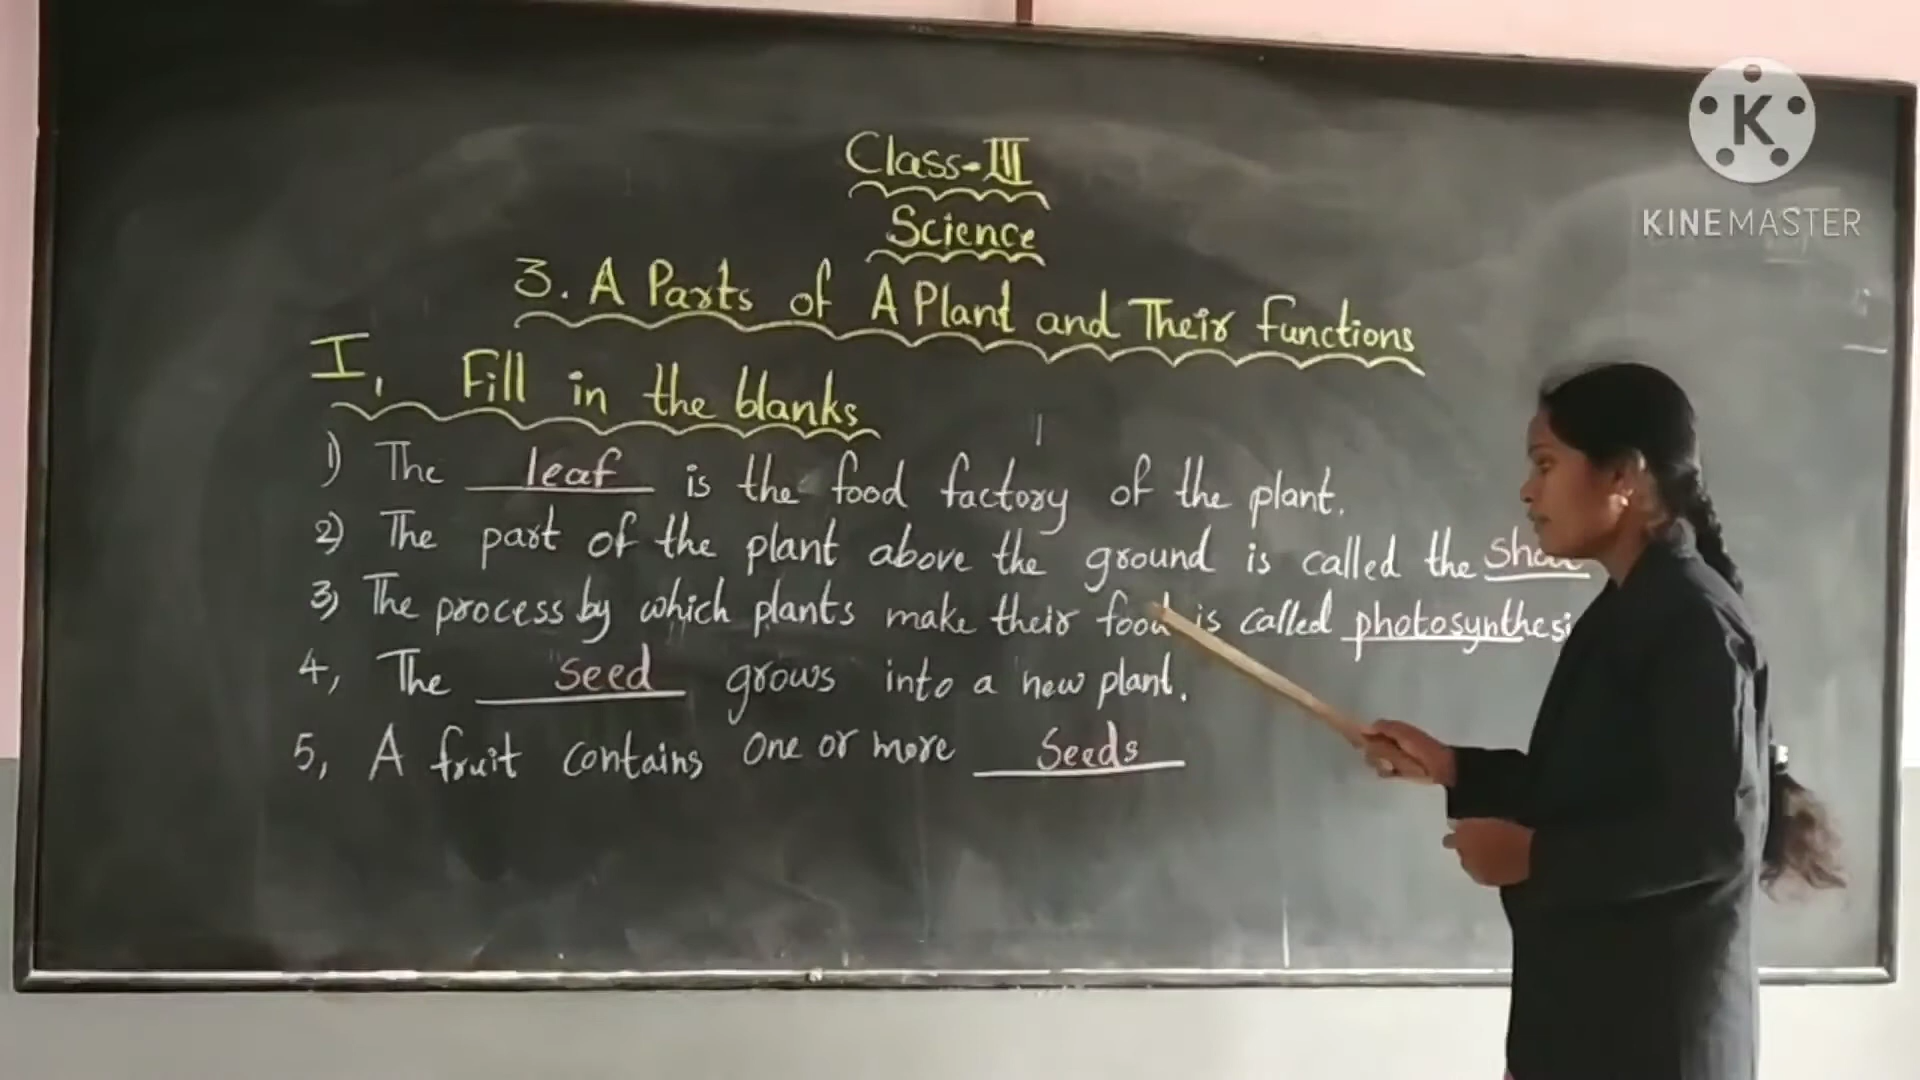 Class-III
Science
3. A Parts of A Plant and Their Functions
I, Fill in the blanks
1) The leaf is the food factory of the plant.
2) The part of the plant above the ground is called the
3) The process by which plants make their food is called photosynthesi
4, The seed grows into a new plant.
5, A fruit contains one or more Seeds
K
KINEMASTER